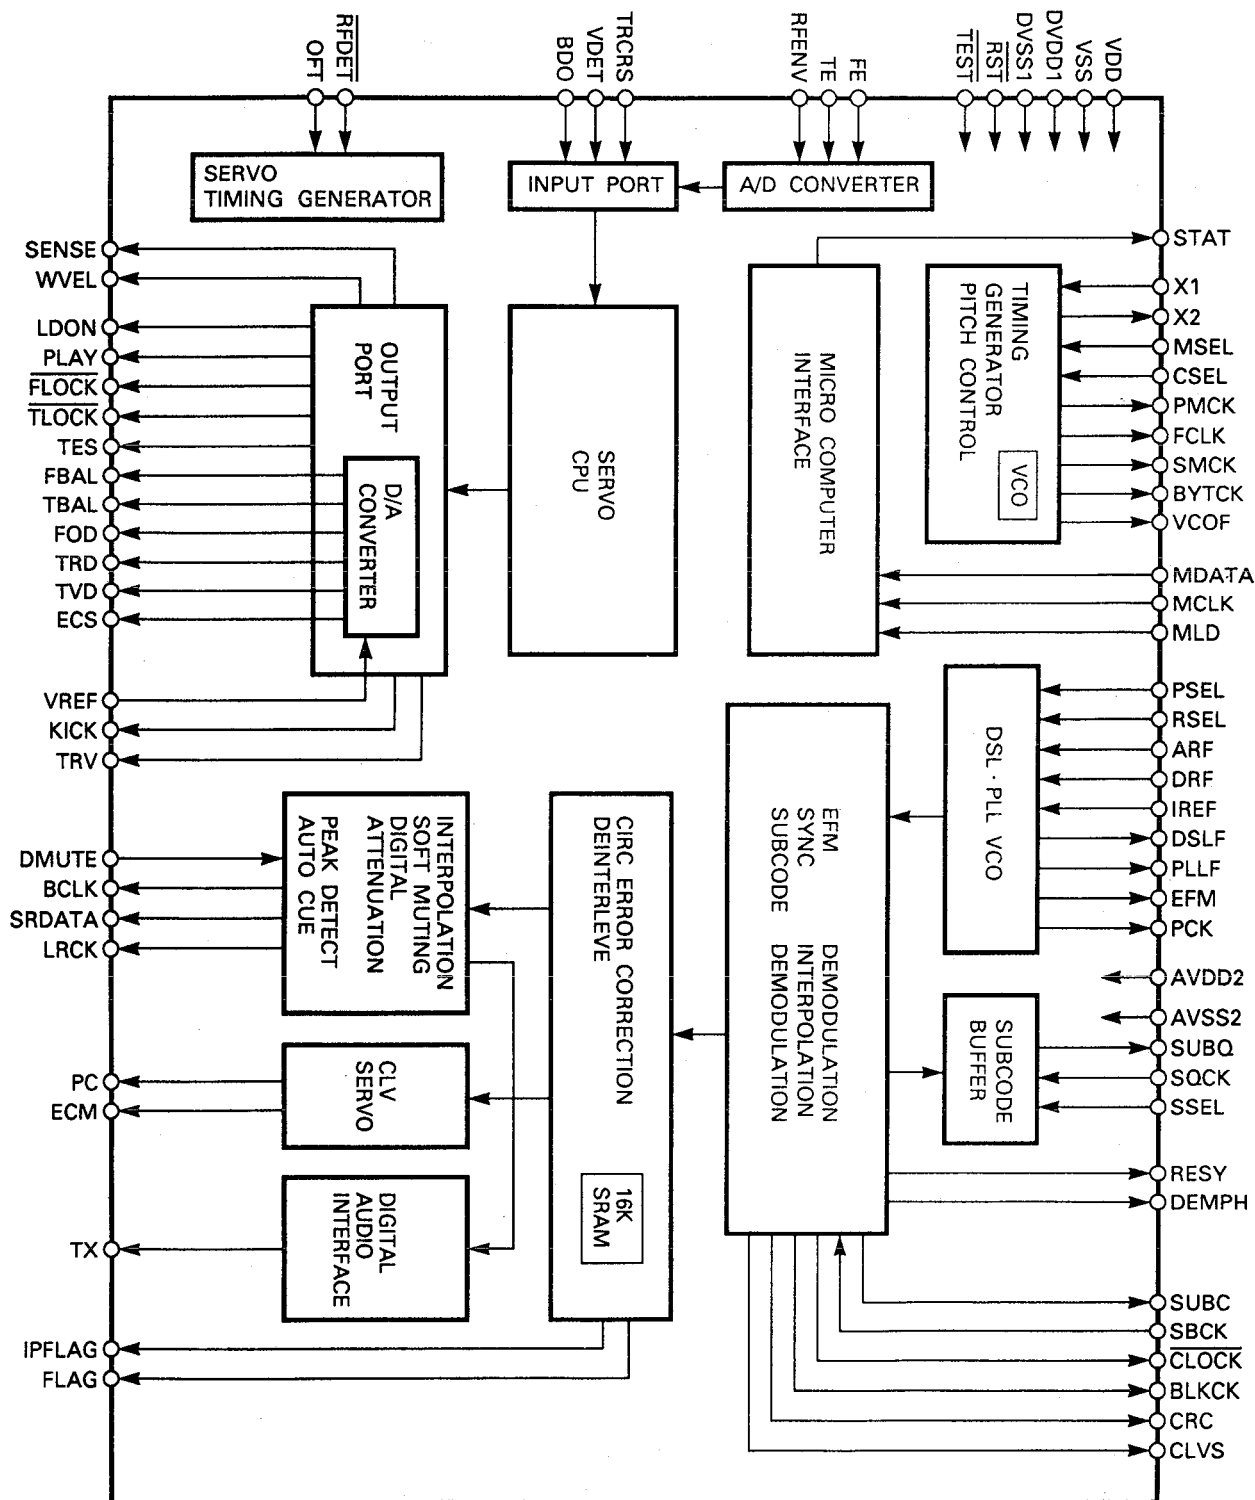 RFDET
OFT
TRCRS
VDET
BDO
RFENV
TE
FE
TEST
RST
DVSS1
DVDD1
VSS
VDD
SERVO
TIMING GENERATOR
INPUT PORT
A/D CONVERTER
SENSE
WVEL
LDON
PLAY
FLOCK
TLOCK
TES
FBAL
TBAL
FOD
TRD
TVD
ECS
VREF
KICK
TRV
DMUTE
BCLK
SRDATA
LRCK
PC
ECM
TX
IPFLAG
FLAG
OUTPUT
PORT
D/A
CONVERTER
SERVO
CPU
MICRO COMPUTER
INTERFACE
TIMING
GENERATOR
PITCH CONTROL
VCO
INTERPOLATION
SOFT MUTING
DIGITAL
ATTENUATION
PEAK DETECT
AUTO CUE
CLV
SERVO
DIGITAL
AUDIO
INTERFACE
CIRC ERROR CORRECTION
DEINTERLEVE
16K
SRAM
EFM DEMODULATION
SYNC INTERPOLATION
SUBCODE DEMODULATION
DSL · PLL VCO
SUBCODE
BUFFER
STAT
X1
X2
MSEL
CSEL
PMCK
FCLK
SMCK
BYTCK
VCOF
MDATA
MCLK
MLD
PSEL
RSEL
ARF
DRF
IREF
DSLF
PLLF
EFM
PCK
AVDD2
AVSS2
SUBQ
SQCK
SSEL
RESY
DEMPH
SUBC
SBCK
CLOCK
BLKCK
CRC
CLVS